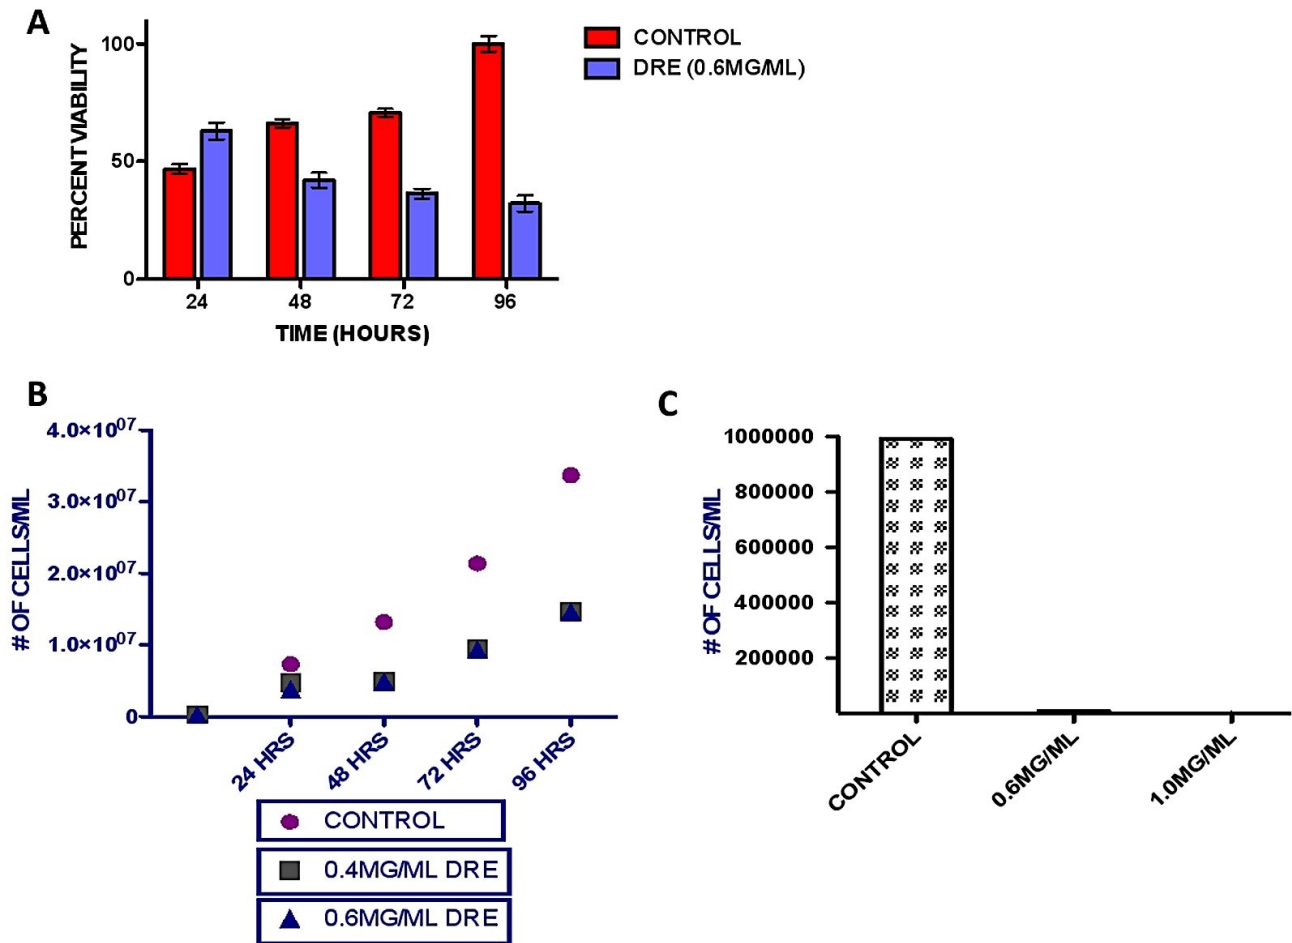 A
PERCENT VIABILITY
100
50
0
24 48 72 96
TIME (HOURS)
CONTROL
DRE (0.6MG/ML)
B
# OF CELLS/ML
4.0×10⁰⁷
3.0×10⁰⁷
2.0×10⁰⁷
1.0×10⁰⁷
0
24 HRS 48 HRS 72 HRS 96 HRS
CONTROL
0.4MG/ML DRE
0.6MG/ML DRE
C
# OF CELLS/ML
1000000
800000
600000
400000
200000
CONTROL 0.6MG/ML 1.0MG/ML